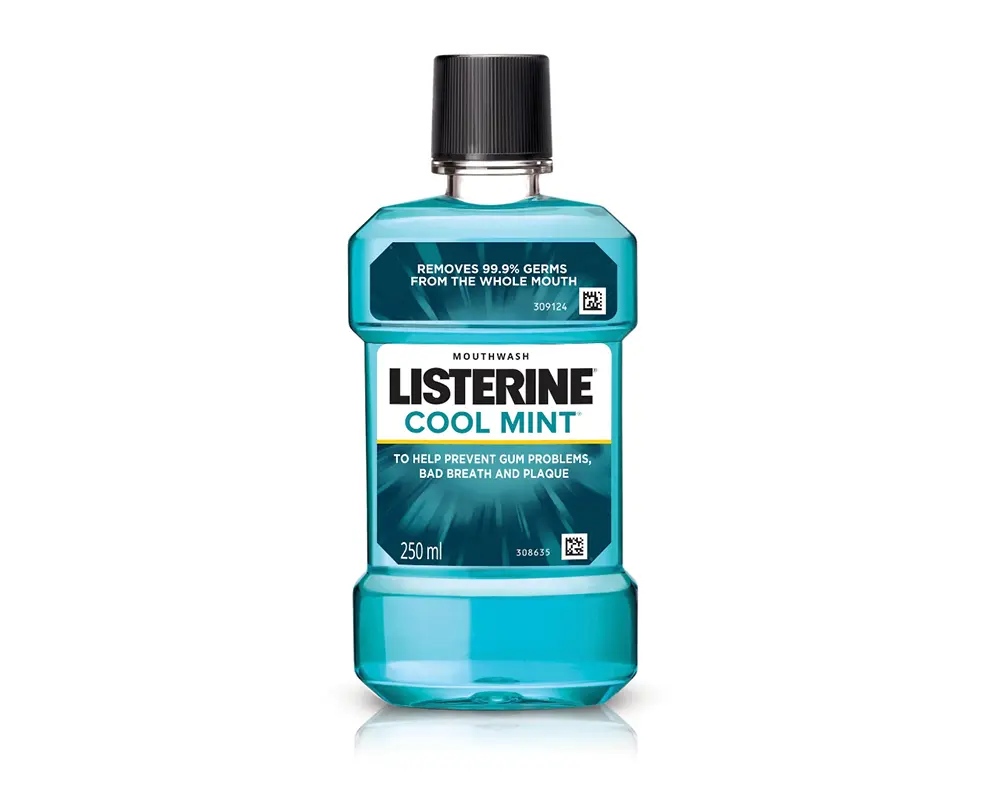 REMOVES 99.9% GERMS
FROM THE WHOLE MOUTH
309124
MOUTHWASH
LISTERINE®
COOL MINT®
TO HELP PREVENT GUM PROBLEMS,
BAD BREATH AND PLAQUE
250 ml
308635